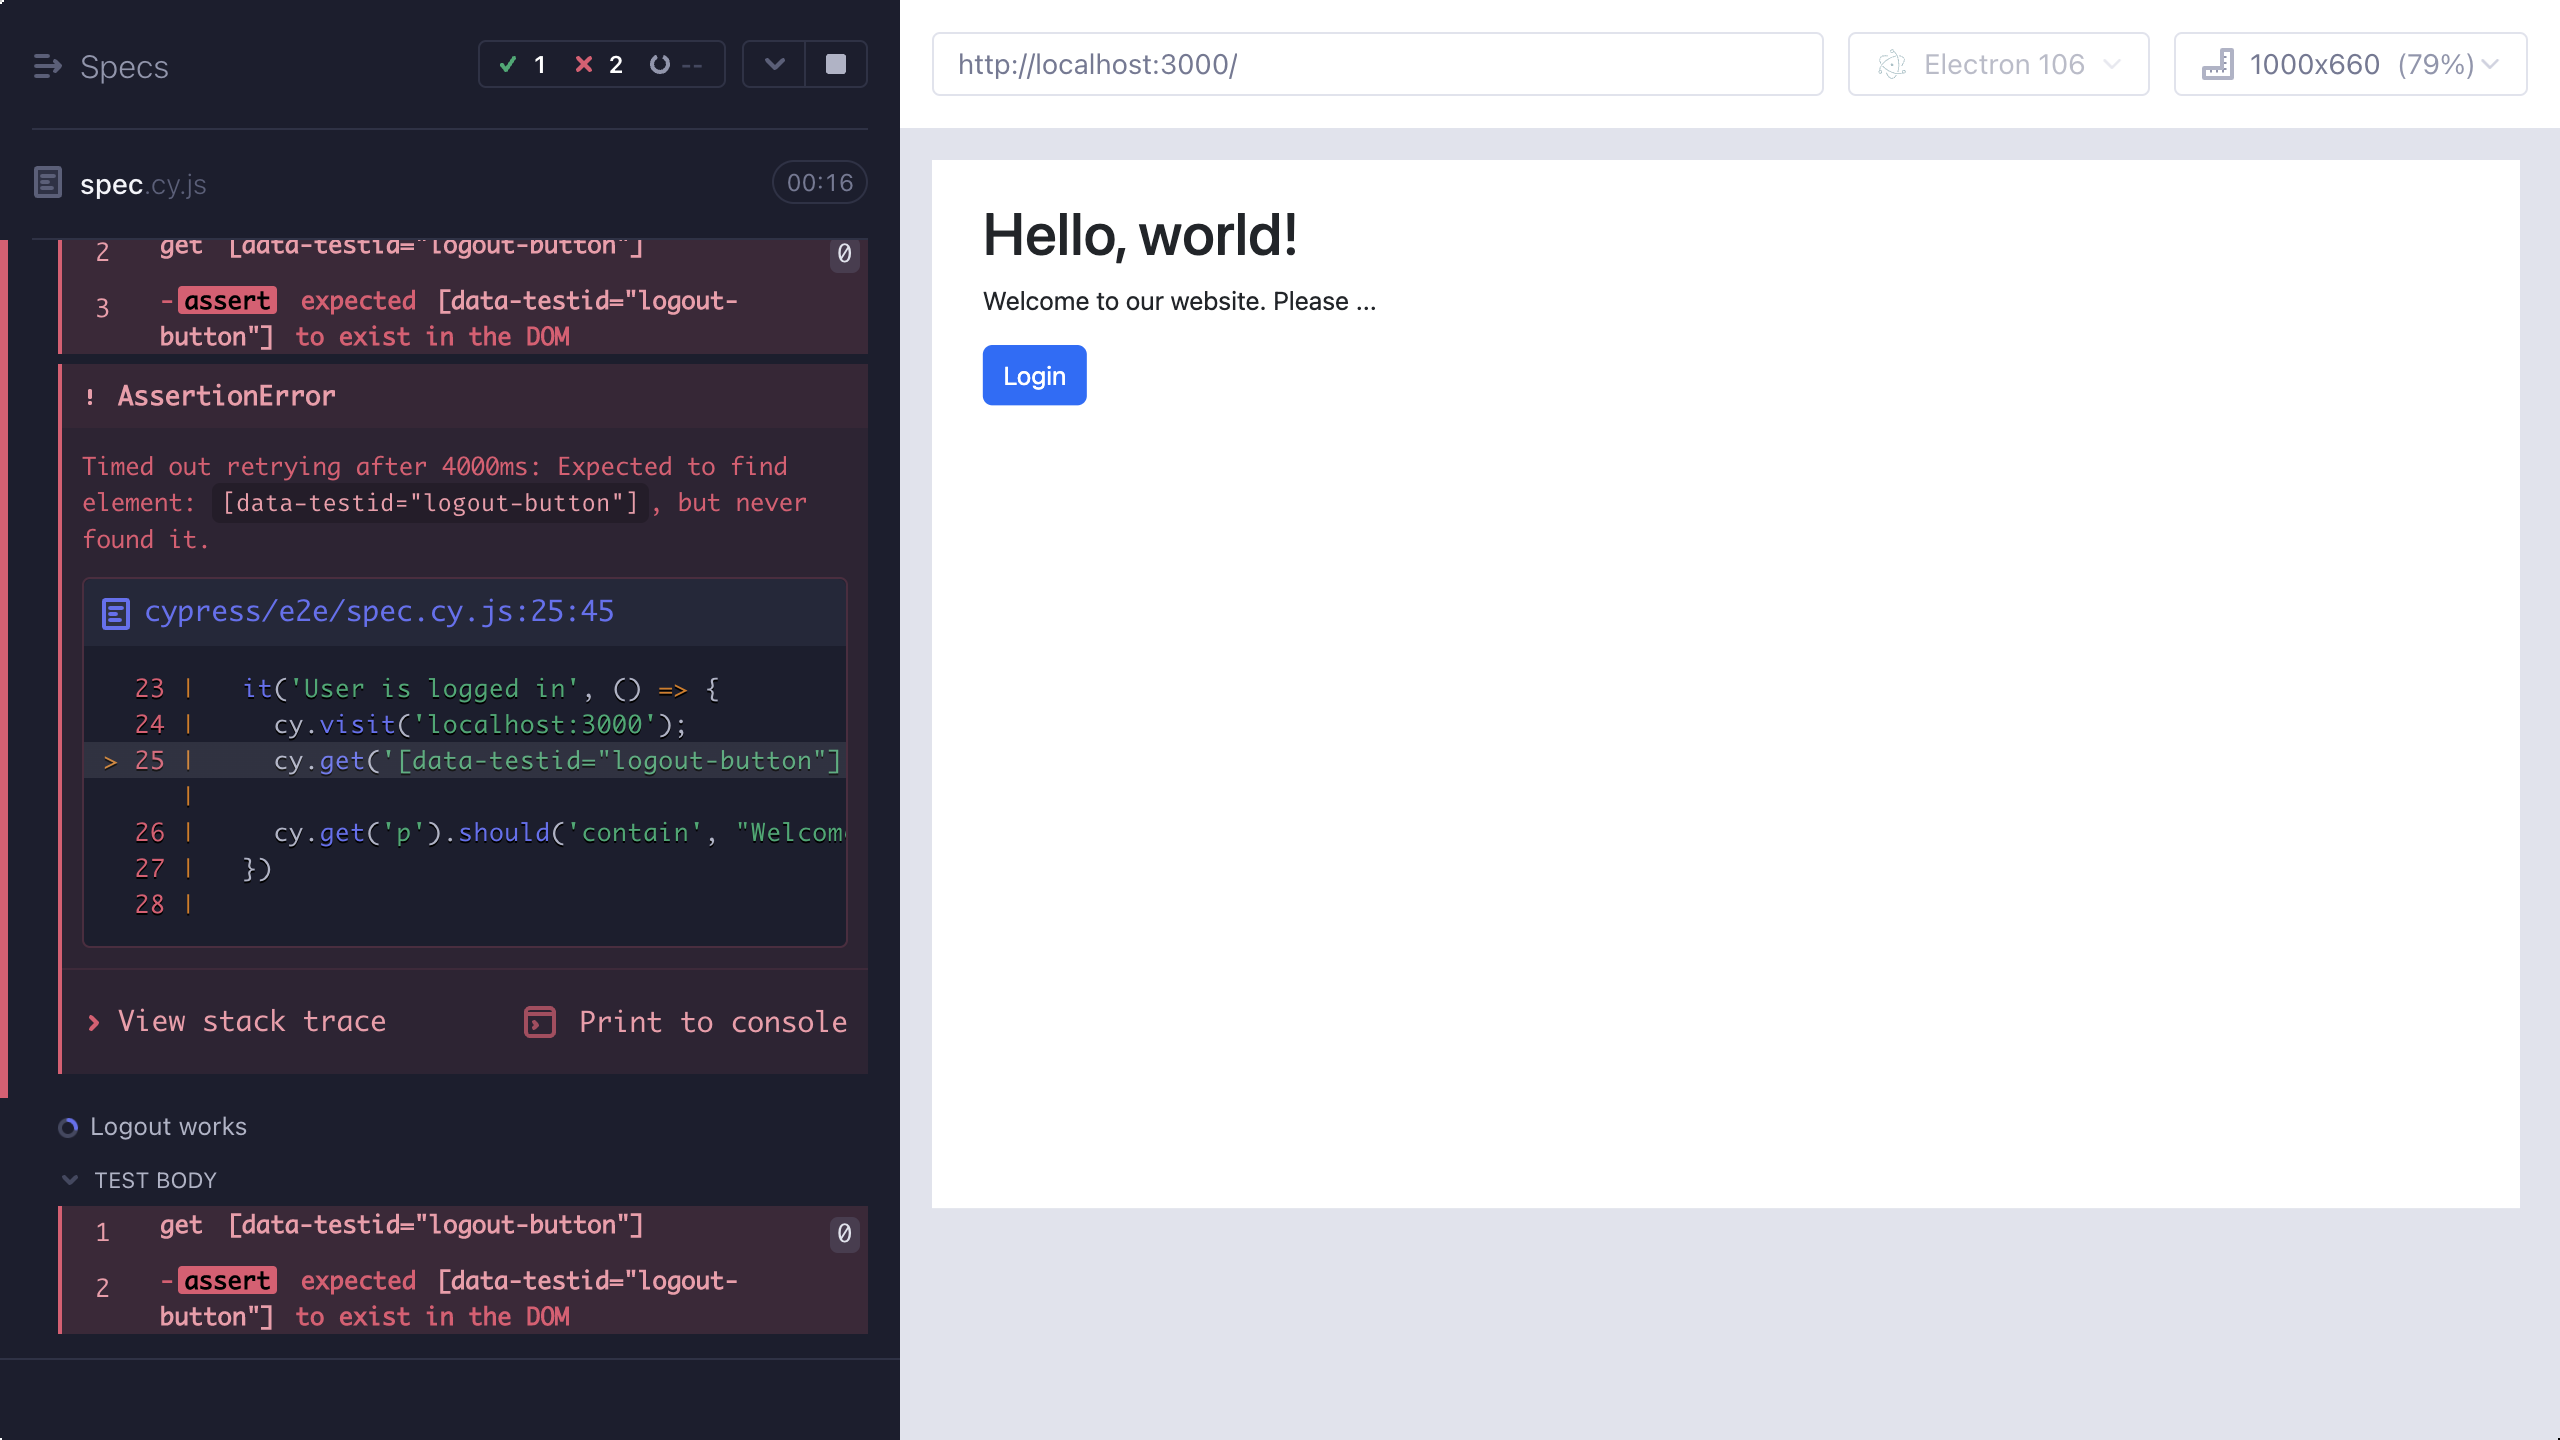 Specs
1 2 --
spec.cy.js
00:16
2 get [data-testid="logout-button"] 0
3 -assert expected [data-testid="logout-
button"] to exist in the DOM
! AssertionError
Timed out retrying after 4000ms: Expected to find
element: [data-testid="logout-button"], but never
found it.
cypress/e2e/spec.cy.js:25:45
23 | it('User is logged in', () => {
24 | cy.visit('localhost:3000');
> 25 | cy.get('[data-testid="logout-button"]
|
26 | cy.get('p').should('contain', "Welcom
27 | })
28 |
View stack trace
Print to console
Logout works
TEST BODY
1 get [data-testid="logout-button"] 0
2 -assert expected [data-testid="logout-
button"] to exist in the DOM
http://localhost:3000/
Electron 106
1000x660 (79%)
Hello, world!
Welcome to our website. Please ...
Login